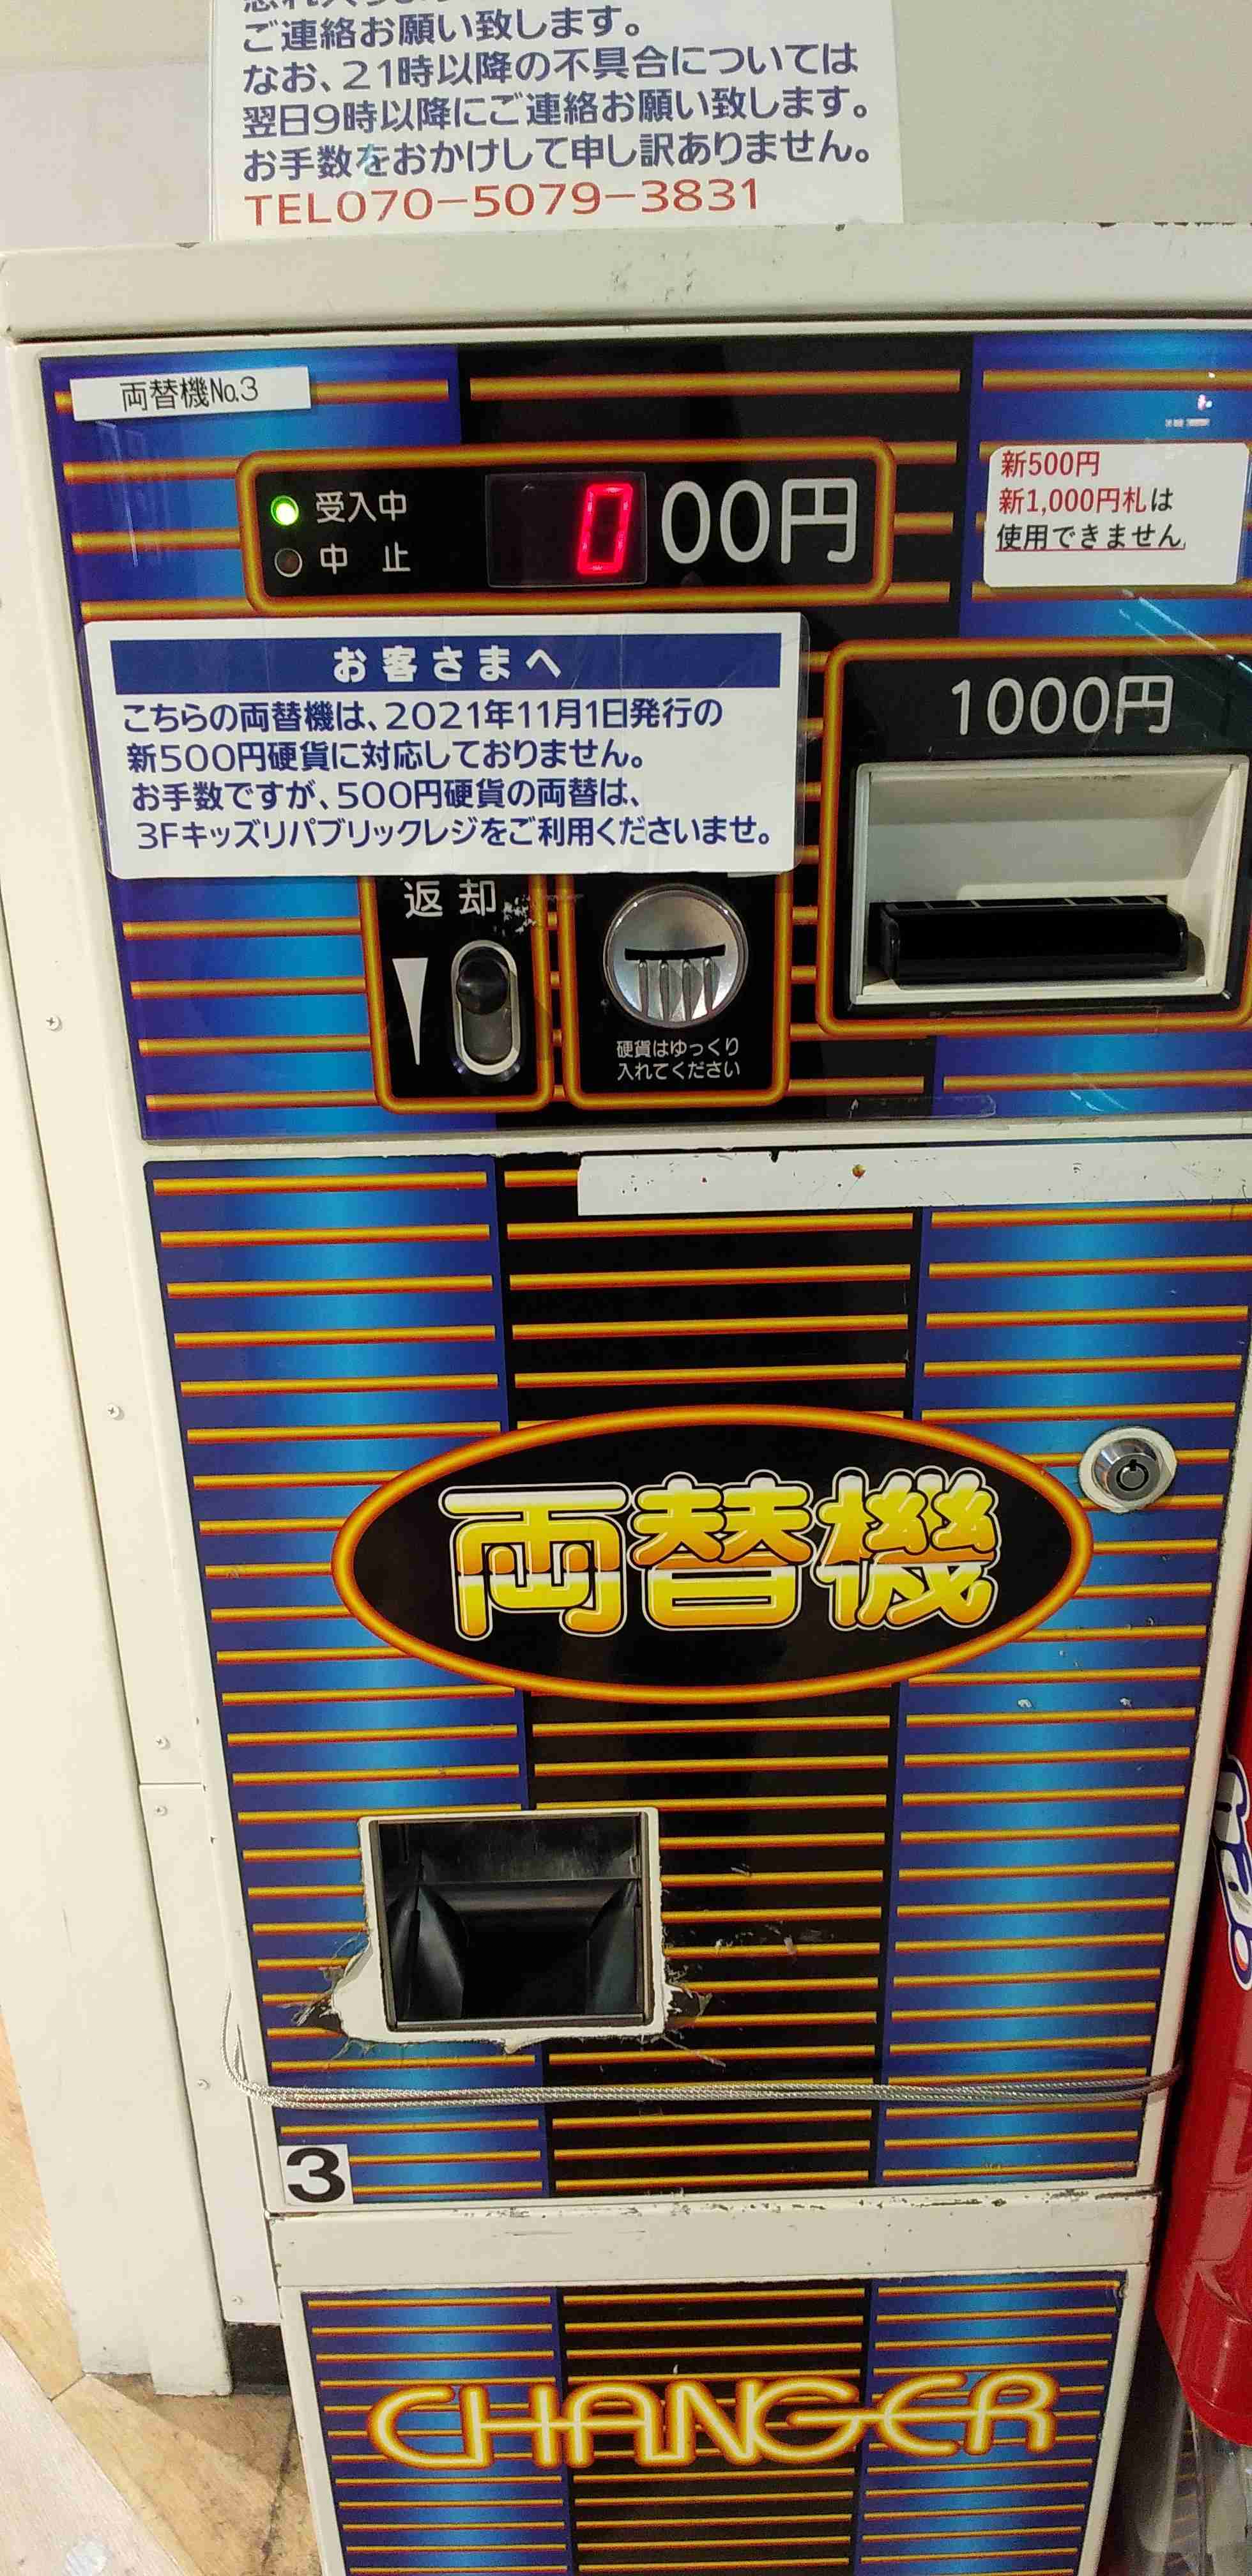 ご連絡お願い致します。
なお、21時以降の不具合については
翌日9時以降にご連絡お願い致します。
お手数をおかけして申し訳ありません。
TEL070-5079-3831
両替機No.3
受入中
中 止
0
00円
新500円
新1,000円札は
使用できません
お客さまへ
こちらの両替機は、2021年11月1日発行の
新500円硬貨に対応しておりません。
お手数ですが、500円硬貨の両替は、
3Fキッズリパブリックレジをご利用くださいませ。
1000円
返却
硬貨はゆっくり
入れてください
両替機
3
CHANGER